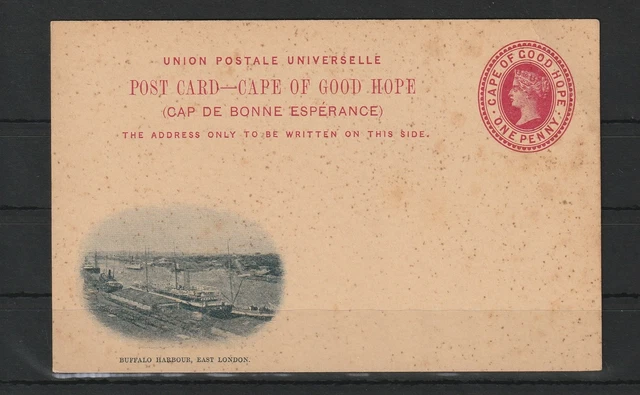 UNION POSTALE UNIVERSELLE
POST CARD—CAPE OF GOOD HOPE
(CAP DE BONNE ESPÉRANCE)
THE ADDRESS ONLY TO BE WRITTEN ON THIS SIDE.
CAPE OF GOOD HOPE
ONE PENNY
BUFFALO HARBOUR, EAST LONDON.